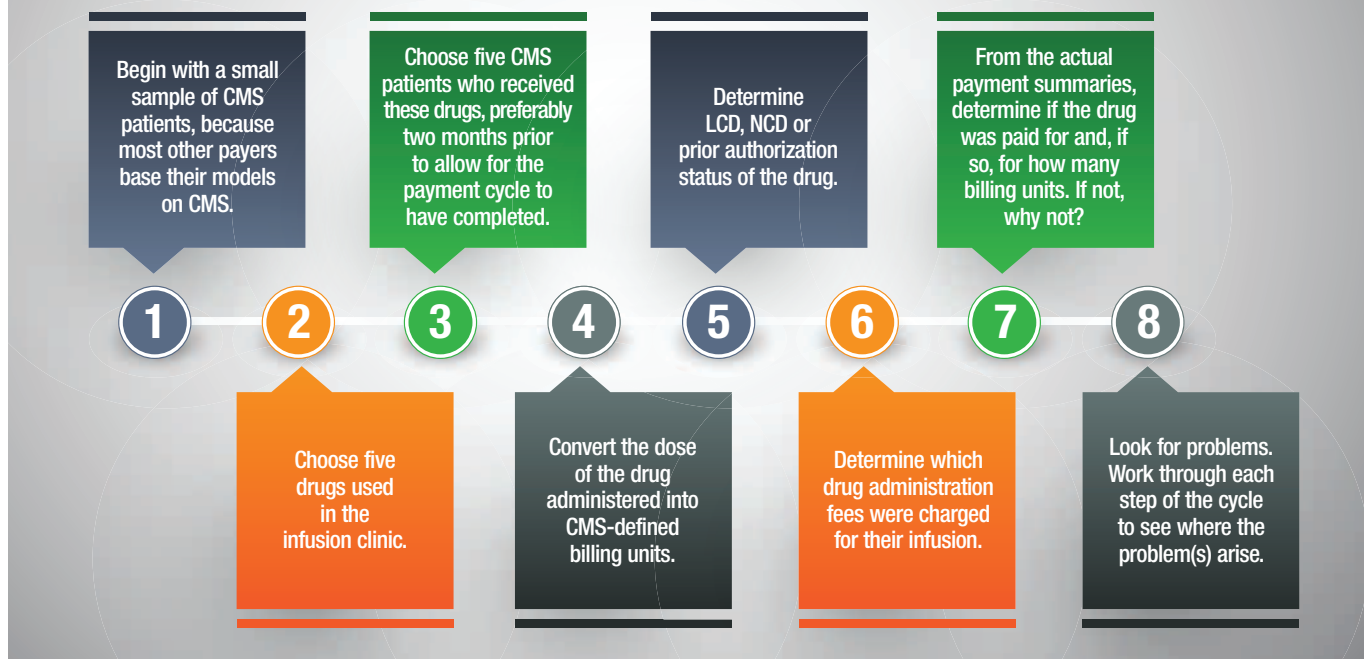 Begin with a small
sample of CMS
patients, because
most other payers
base their models
on CMS.
Choose five CMS
patients who received
these drugs, preferably
two months prior
to allow for the
payment cycle to
have completed.
Determine
LCD, NCD or
prior authorization
status of the drug.
From the actual
payment summaries,
determine if the drug
was paid for and, if
so, for how many
billing units. If not,
why not?
1
2
3
4
5
6
7
8
Choose five
drugs used
in the
infusion clinic.
Convert the dose
of the drug
administered into
CMS-defined
billing units.
Determine which
drug administration
fees were charged
for their infusion.
Look for problems.
Work through each
step of the cycle
to see where the
problem(s) arise.